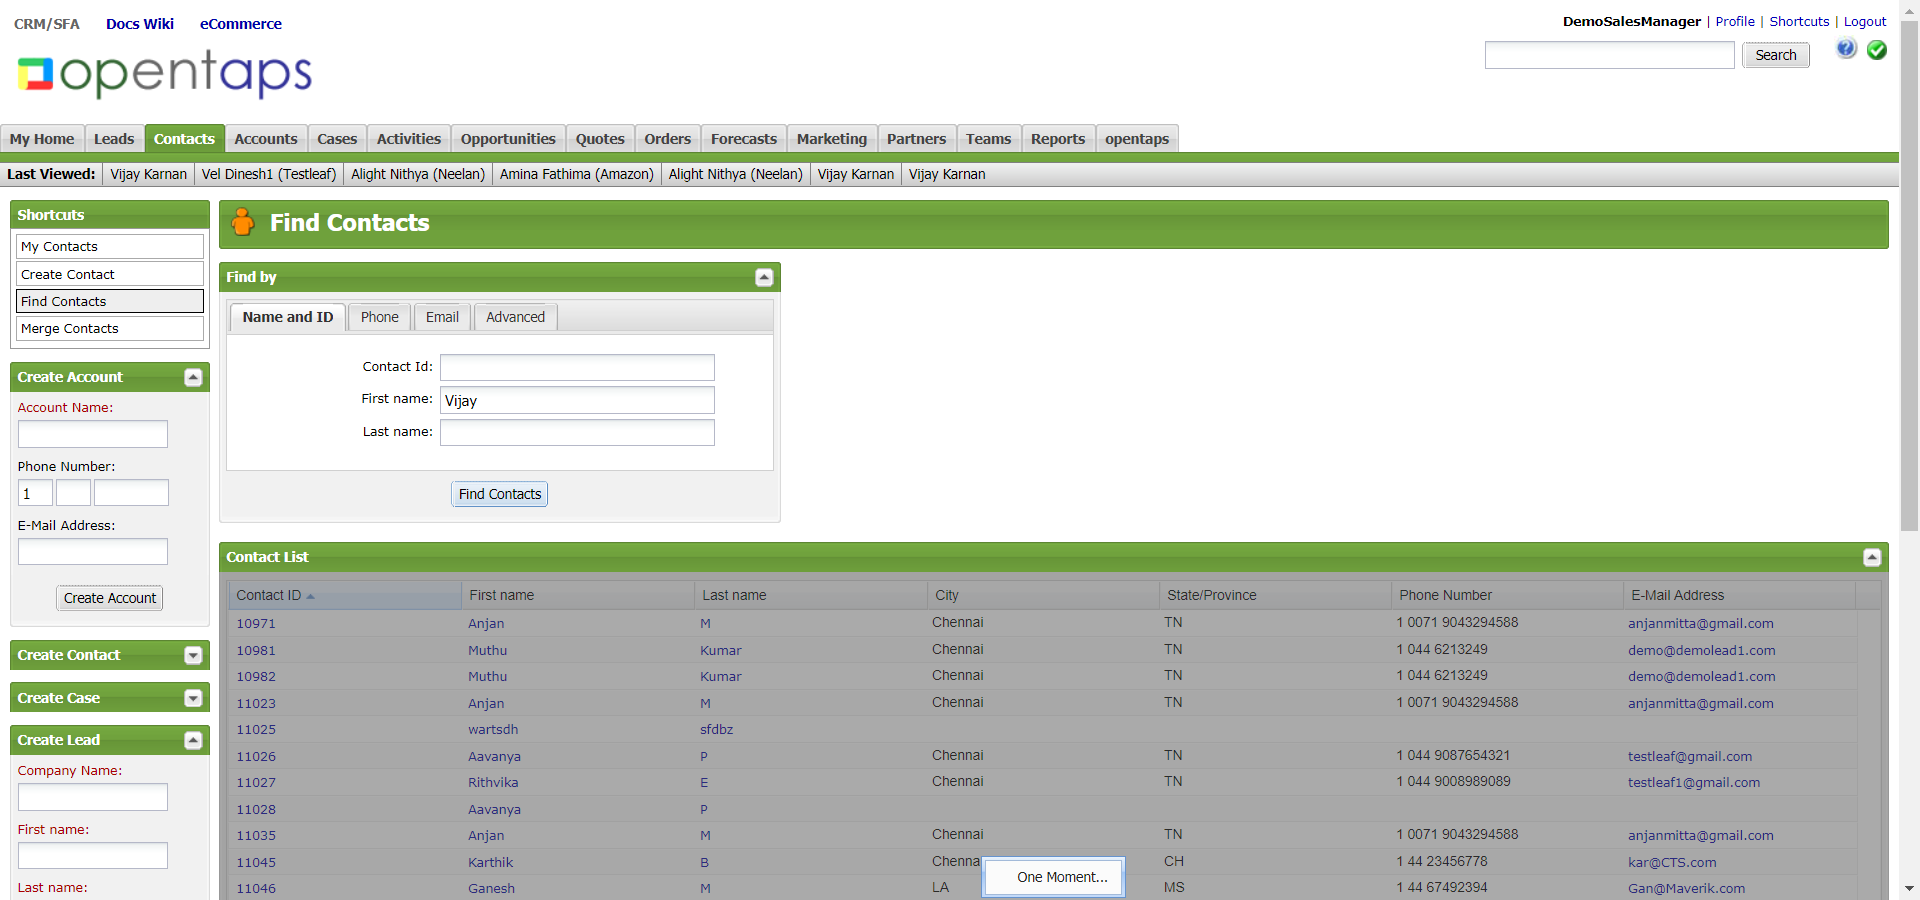 CRM/SFA Docs Wiki eCommerce
DemoSalesManager | Profile | Shortcuts | Logout
opentaps
Search
My Home Leads Contacts Accounts Cases Activities Opportunities Quotes Orders Forecasts Marketing Partners Teams Reports opentaps
Last Viewed: Vijay Karnan Vel Dinesh1 (Testleaf) Alight Nithya (Neelan) Amina Fathima (Amazon) Alight Nithya (Neelan) Vijay Karnan Vijay Karnan
Shortcuts
My Contacts
Create Contact
Find Contacts
Merge Contacts
Create Account
Account Name:
Phone Number:
1
E-Mail Address:
Create Account
Create Contact
Create Case
Create Lead
Company Name:
First name:
Last name:
Find Contacts
Find by
Name and ID Phone Email Advanced
Contact Id:
First name: Vijay
Last name:
Find Contacts
Contact List
Contact ID First name Last name City State/Province Phone Number E-Mail Address
10971 Anjan M Chennai TN 1 0071 9043294588 anjanmitta@gmail.com
10981 Muthu Kumar Chennai TN 1 044 6213249 demo@demolead1.com
10982 Muthu Kumar Chennai TN 1 044 6213249 demo@demolead1.com
11023 Anjan M Chennai TN 1 0071 9043294588 anjanmitta@gmail.com
11025 wartsdh sfdbz
11026 Aavanya P Chennai TN 1 044 9087654321 testleaf@gmail.com
11027 Rithvika E Chennai TN 1 044 9008989089 testleaf1@gmail.com
11028 Aavanya P
11035 Anjan M Chennai TN 1 0071 9043294588 anjanmitta@gmail.com
11045 Karthik B Chenna CH 1 44 23456778 kar@CTS.com
One Moment...
11046 Ganesh M LA MS 1 44 67492394 Gan@Maverik.com